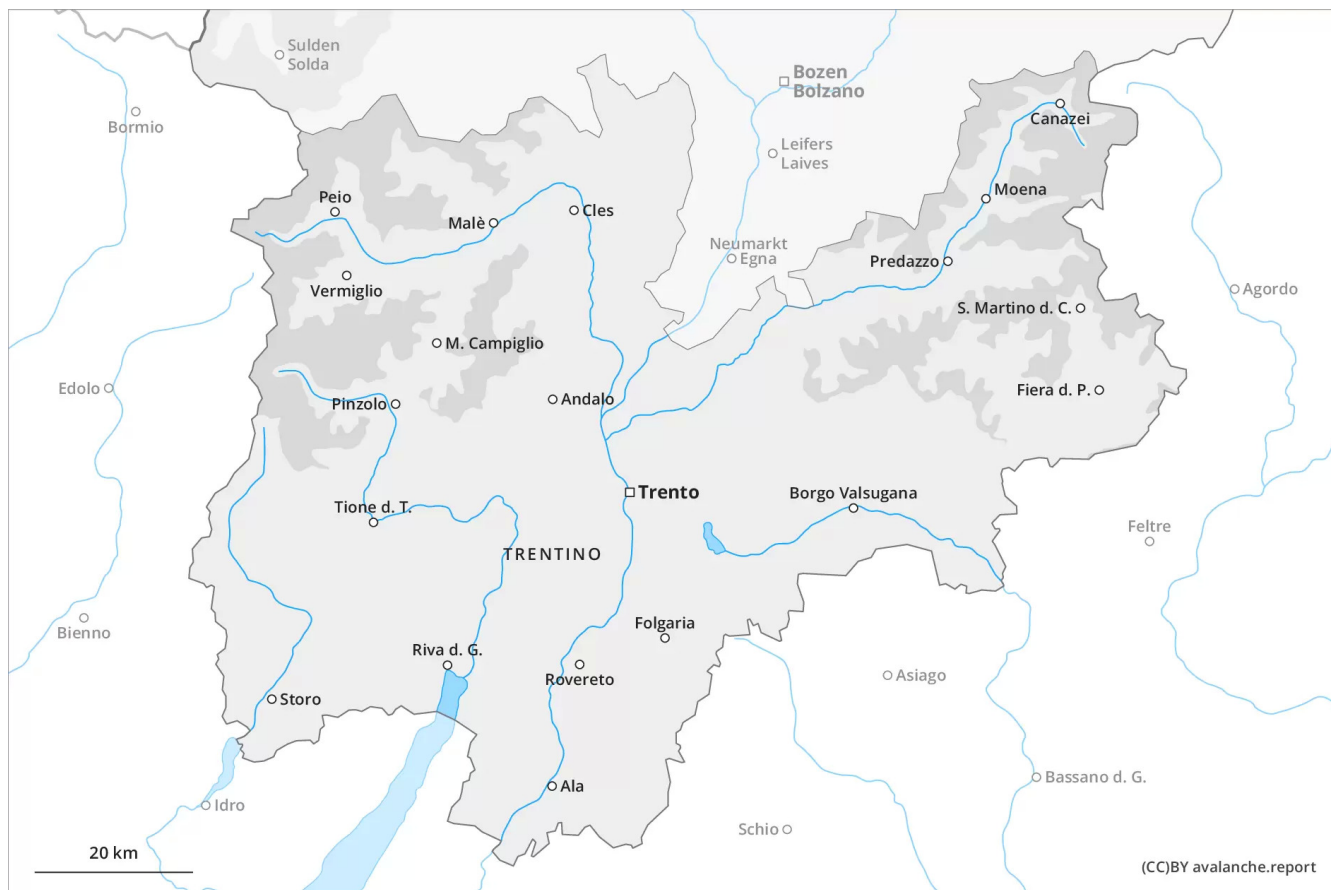 Sulden
Solda
Bozen
Bolzano
Bormio
Canazei
Leifers
Laives
Peio
Moena
Malè
Cles
Neumarkt
Egna
Predazzo
Vermiglio
Agordo
S. Martino d. C.
M. Campiglio
Edolo
Andalo
Fiera d. P.
Pinzolo
Trento
Borgo Valsugana
Tione d. T.
Feltre
TRENTINO
Bienno
Folgaria
Riva d. G.
Rovereto
Asiago
Storo
Ala
Bassano d. G.
Idro
Schio
20 km
(CC)BY avalanche.report